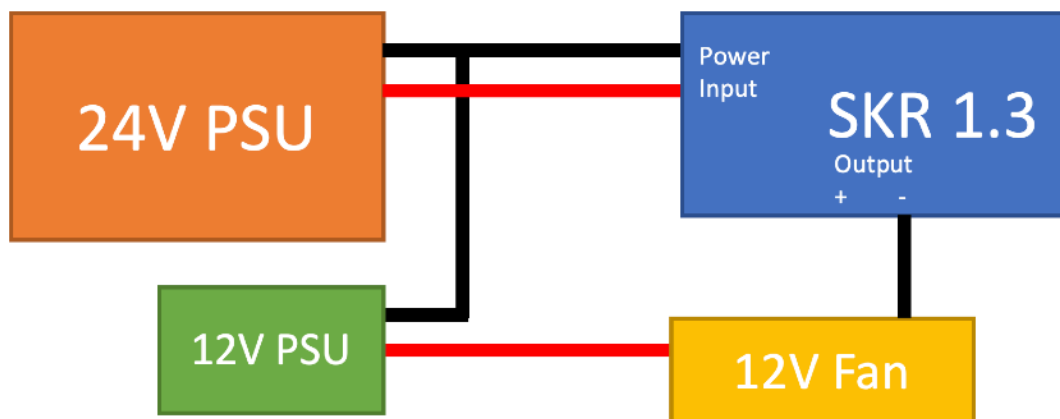 24V PSU
Power
Input
SKR 1.3
Output
+ -
12V PSU
12V Fan